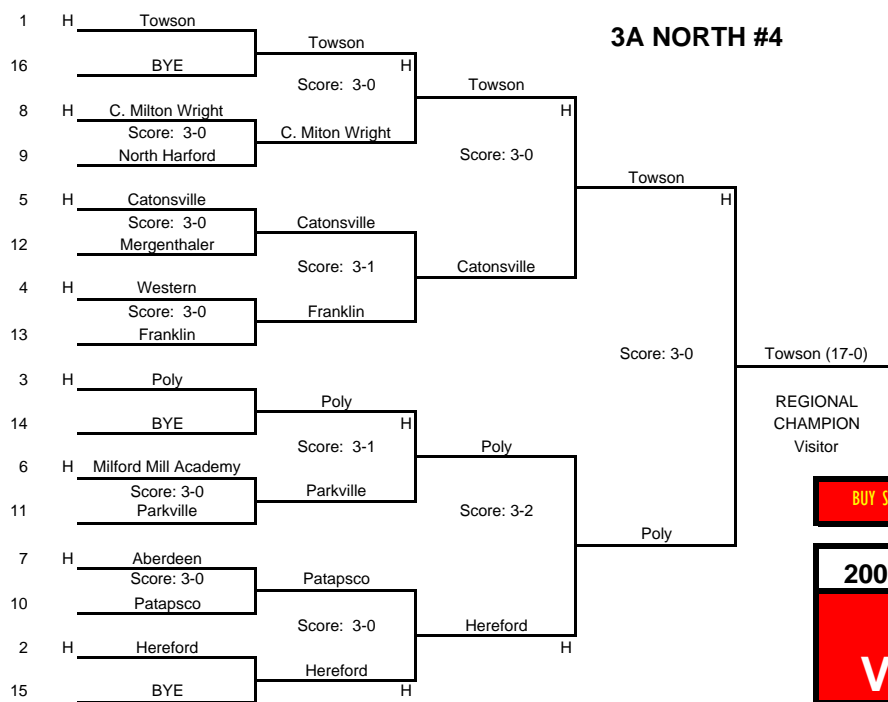 3A NORTH #4
1 H Towson
Towson
16 BYE
H
Score: 3-0
Towson
8 H C. Milton Wright
H
Score: 3-0
C. Miton Wright
9 North Harford
Score: 3-0
Towson
5 H Catonsville
H
Score: 3-0
Catonsville
12 Mergenthaler
Score: 3-1
Catonsville
4 H Western
Score: 3-0
Franklin
13 Franklin
Score: 3-0
Towson (17-0)
3 H Poly
Poly
REGIONAL
CHAMPION
Visitor
14 BYE
H
Score: 3-1
Poly
6 H Milford Mill Academy
Score: 3-0
Parkville
11 Parkville
Score: 3-2
Poly
7 H Aberdeen
Score: 3-0
Patapsco
10 Patapsco
Score: 3-0
Hereford
2 H Hereford
H
Hereford
15 BYE
H
BUY S
200
V